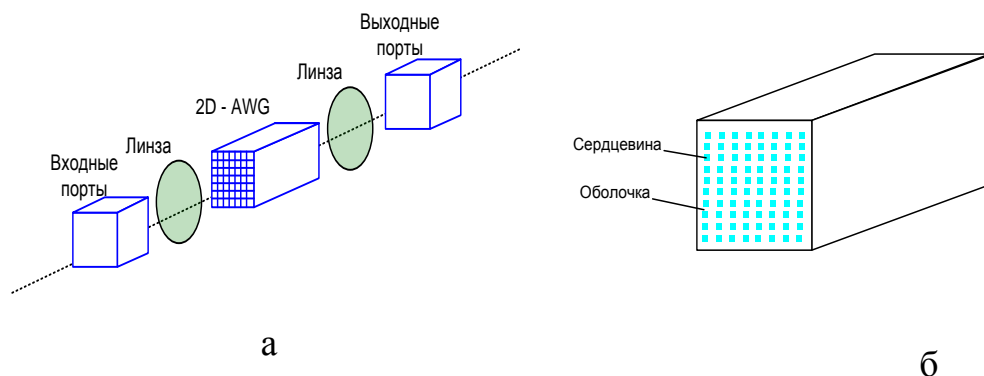 Входные
порты
Линза
2D - AWG
Линза
Выходные
порты
а
Сердцевина
Оболочка
б